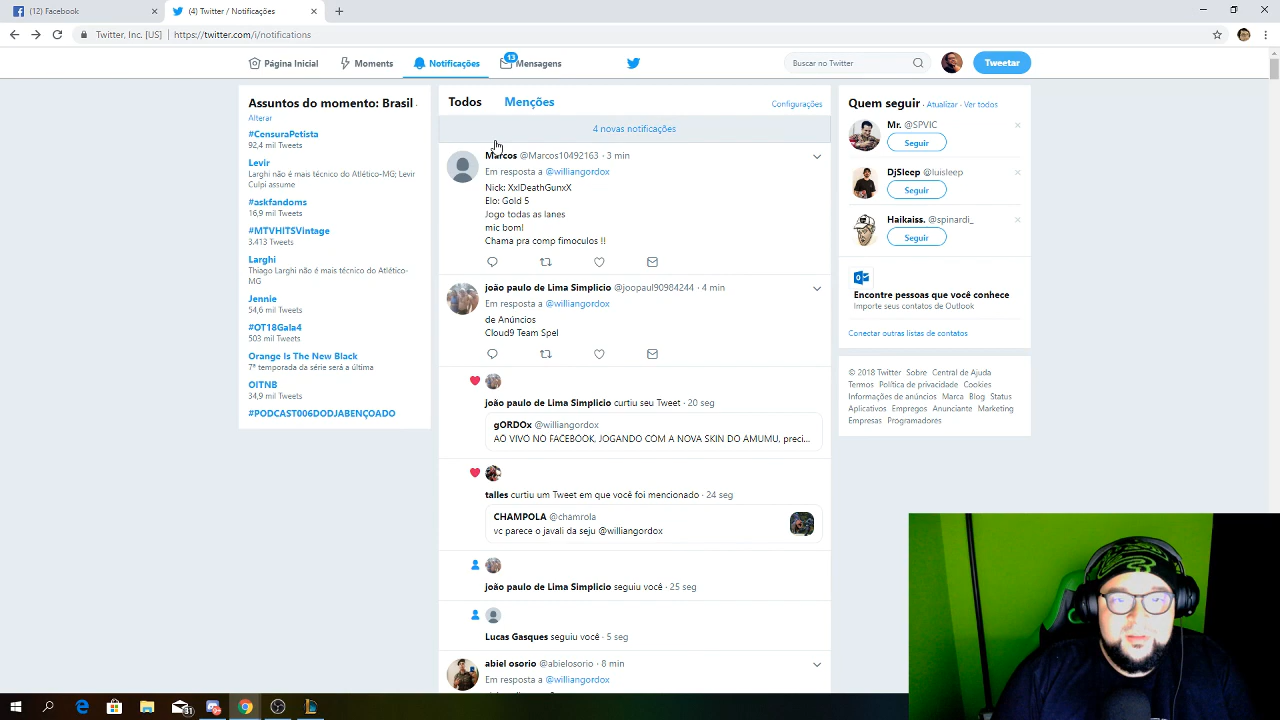 (12) Facebook
Twitter / Notificações
Twitter, Inc. [US]
https://twitter.com/i/notifications
Página Inicial
Moments
Notificações
13
Mensagens
Buscar no Twitter
Tweetar
Assuntos do momento: Brasil ·
Alterar
#CensuraPetista
92,4 mil Tweets
Levir
Larghi não é mais técnico do Atlético-MG; Levir
Culpi assume
#askfandoms
16,9 mil Tweets
#MTVHITSVintage
3.413 Tweets
Larghi
Thiago Larghi não é mais técnico do Atlético-
MG
Jennie
54,6 mil Tweets
#OT18Gala4
503 mil Tweets
Orange Is The New Black
7ª temporada da série será a última
OITNB
34,9 mil Tweets
#PODCAST006DODJABENÇOADO
Todos
Menções
Configurações
4 novas notificações
Marcos @Marcos10492163 · 3 min
Em resposta a @williangordox
Nick: XxlDeathGunxX
Elo: Gold 5
Jogo todas as lanes
mic bom!
Chama pra comp fimoculos !!
joão paulo de Lima Simplicio @joopaul90984244 · 4 min
Em resposta a @williangordox
de Anúncios
Cloud9 Team Spel
joão paulo de Lima Simplicio curtiu seu Tweet · 20 seg
gORDOx @williangordox
AO VIVO NO FACEBOOK, JOGANDO COM A NOVA SKIN DO AMUMU, preci...
talles curtiu um Tweet em que você foi mencionado · 24 seg
CHAMPOLA @chamrola
vc parece o javali da seju @williangordox
joão paulo de Lima Simplicio seguiu você · 25 seg
Lucas Gasques seguiu você · 5 seg
abiel osorio @abielosorio · 8 min
Em resposta a @williangordox
Quem seguir · Atualizar · Ver todos
Mr. @SPVIC
Seguir
DjSleep @luisleep
Seguir
Haikaiss. @spinardi_
Seguir
Encontre pessoas que você conhece
Importe seus contatos de Outlook
Conectar outras listas de contatos
© 2018 Twitter Sobre Central de Ajuda
Termos Política de privacidade Cookies
Informações de anúncios Marca Blog Status
Aplicativos Empregos Anunciante Marketing
Empresas Programadores